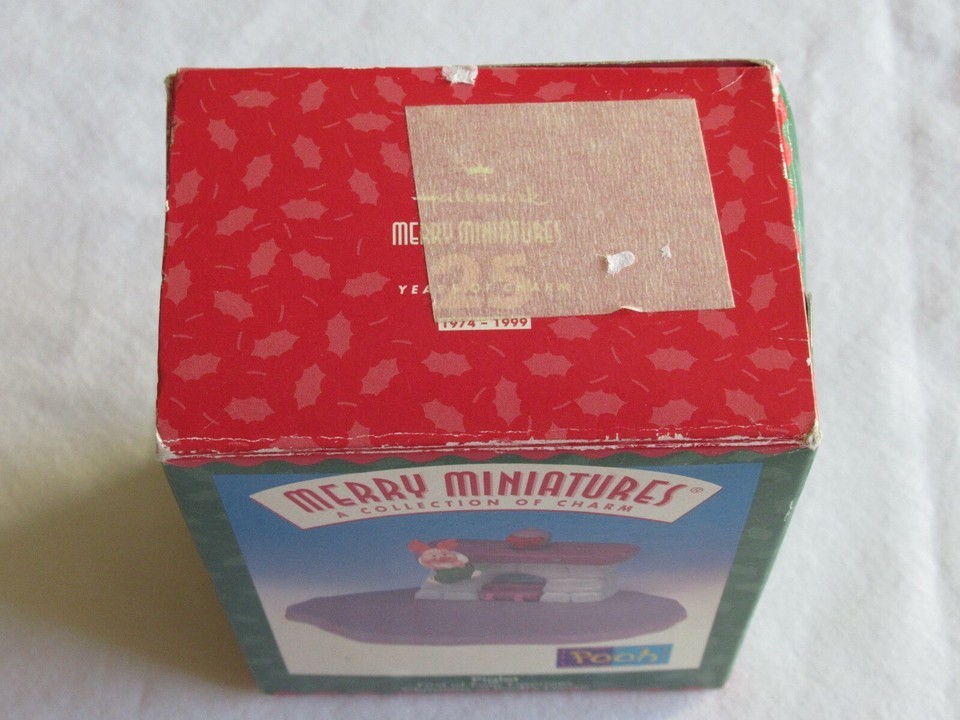 Hallmark
MERRY MINIATURES
25
YEARS OF CHARM
1974 - 1999
MERRY MINIATURES®
A COLLECTION OF CHARM
Pooh
Piglet